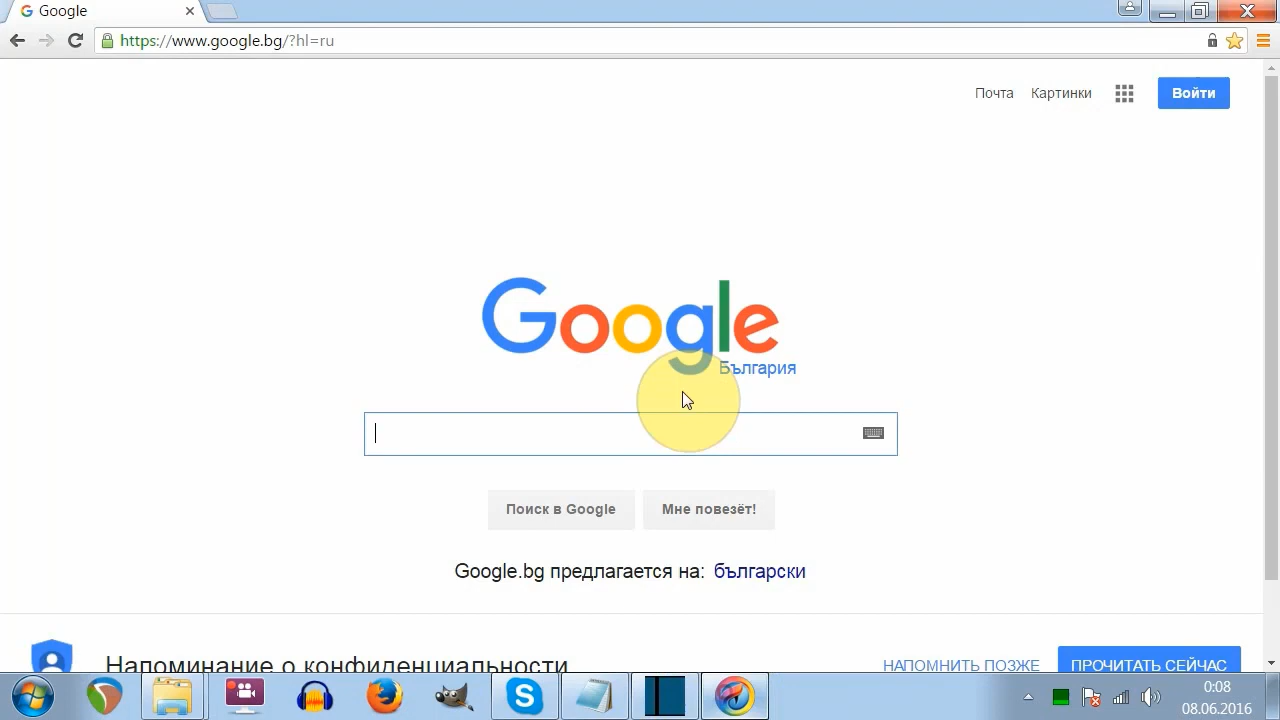 Google
https://www.google.bg/?hl=ru
Почта Картинки Войти
Google
България
Поиск в Google Мне повезёт!
Google.bg предлагается на: български
Напоминание о конфиденциальности НАПОМНИТЬ ПОЗЖЕ ПРОЧИТАТЬ СЕЙЧАС
0:08
08.06.2016